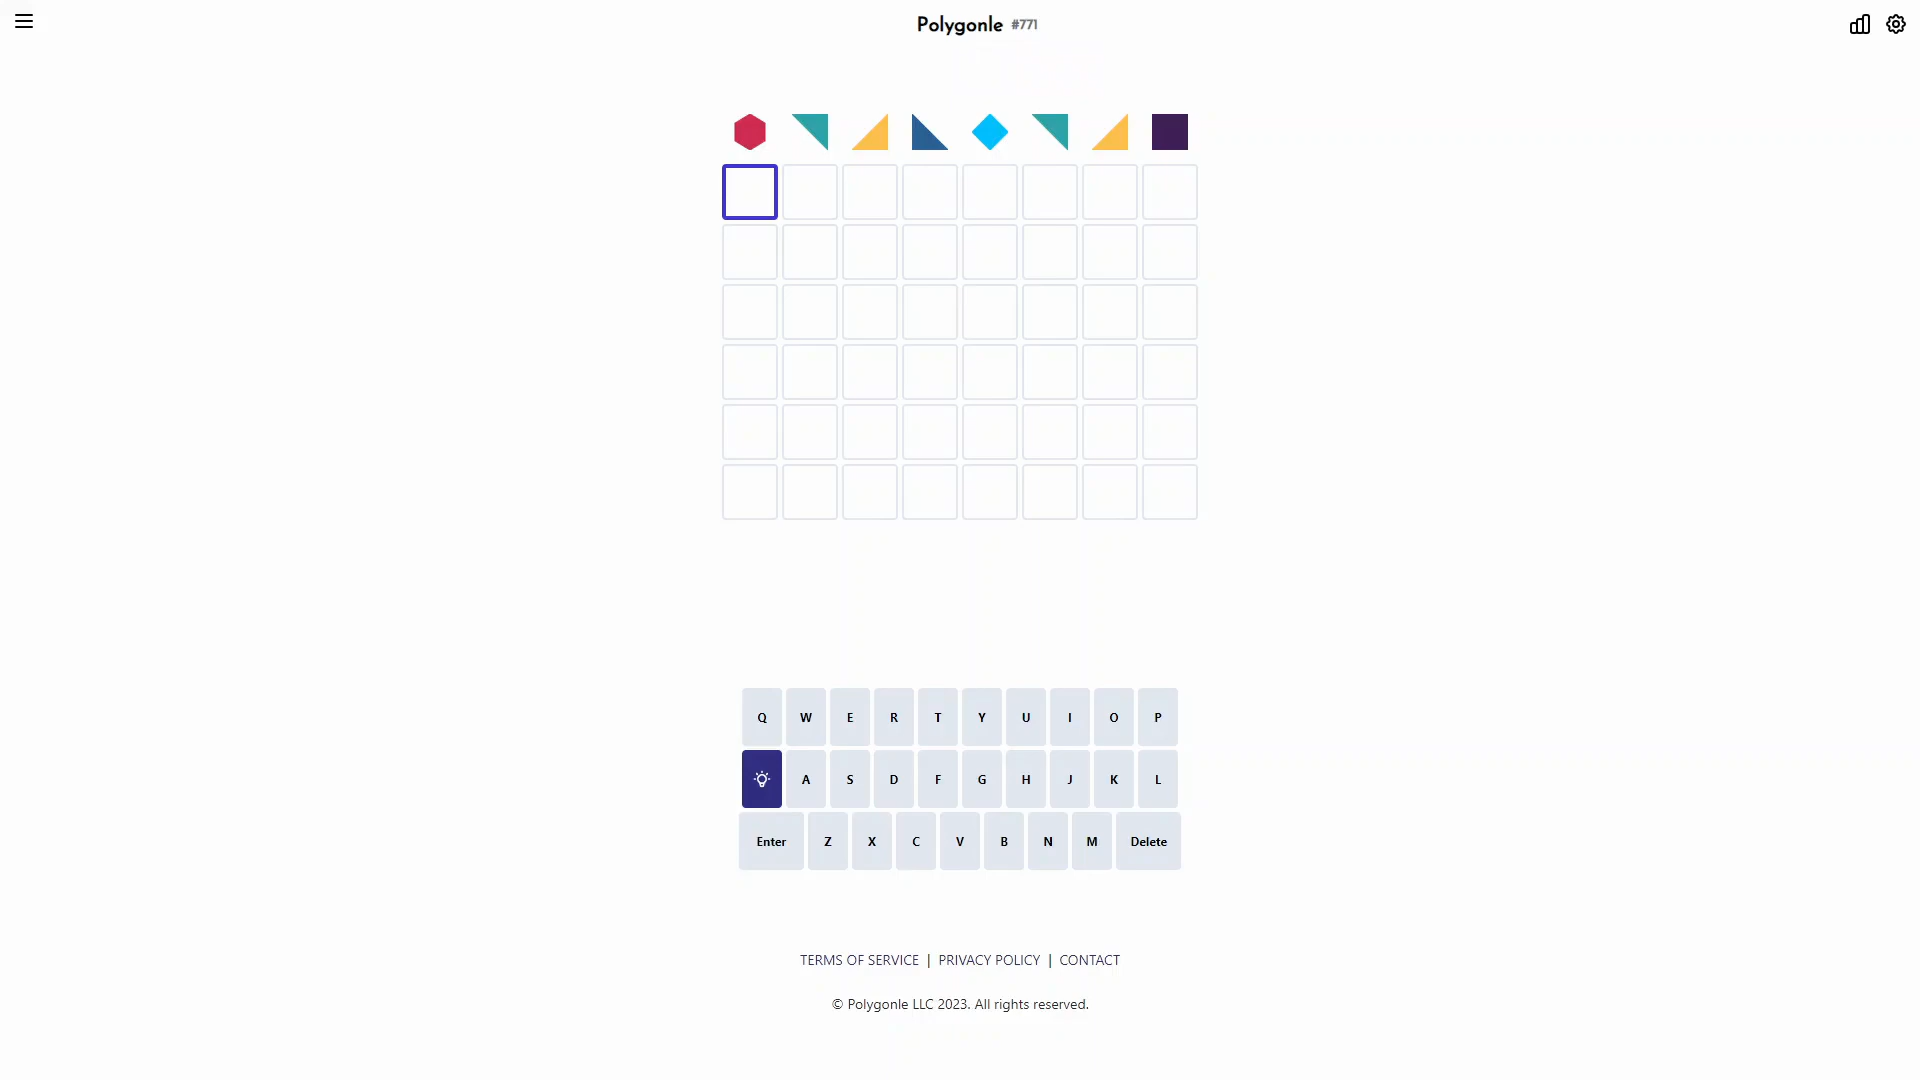 Polygonle #771
Q W E R T Y U I O P
A S D F G H J K L
Enter Z X C V B N M Delete
TERMS OF SERVICE | PRIVACY POLICY | CONTACT
© Polygonle LLC 2023. All rights reserved.